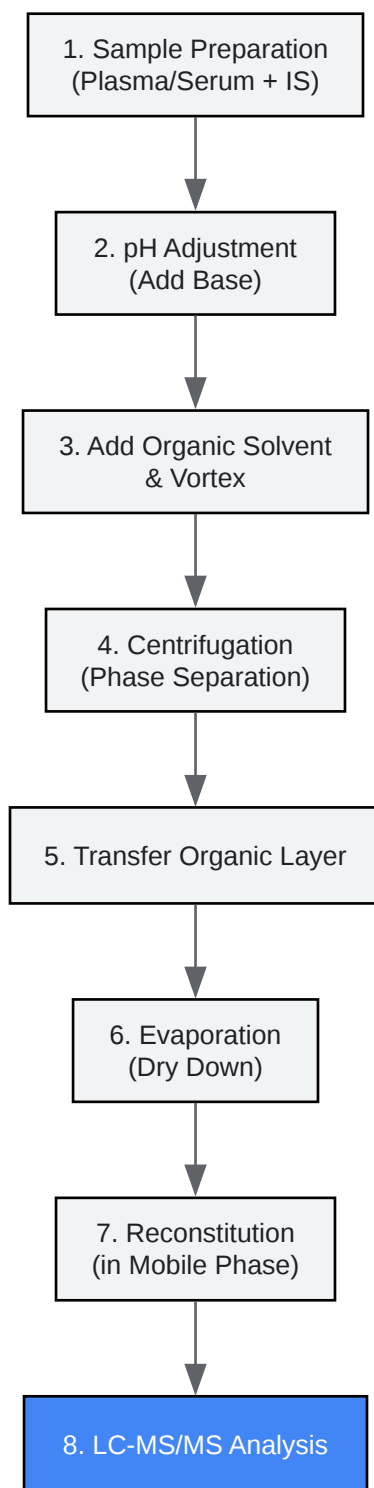 1. Sample Preparation
(Plasma/Serum + IS)
2. pH Adjustment
(Add Base)
3. Add Organic Solvent
& Vortex
4. Centrifugation
(Phase Separation)
5. Transfer Organic Layer
6. Evaporation
(Dry Down)
7. Reconstitution
(in Mobile Phase)
8. LC-MS/MS Analysis